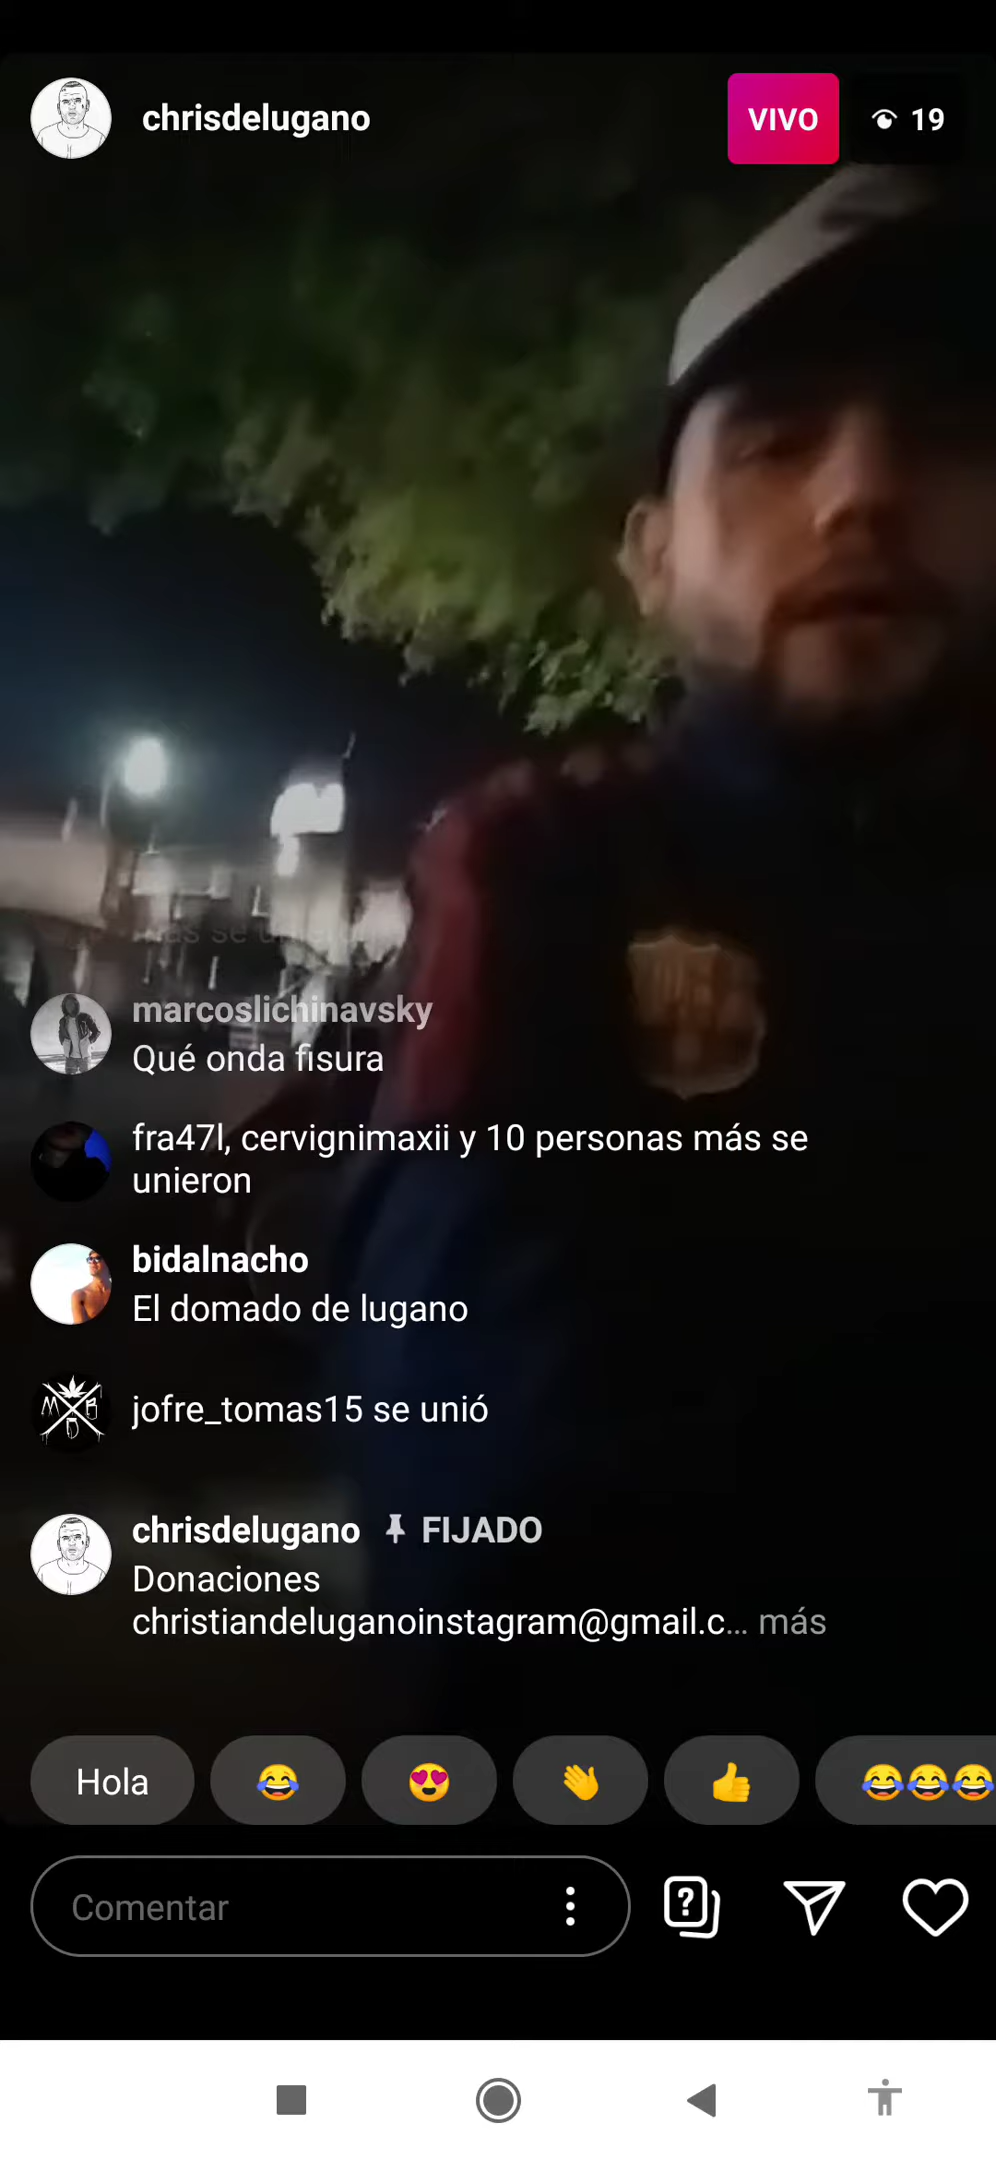 chrisdelugano
VIVO
19
marcoslichinavsky
Qué onda fisura
fra47l, cervignimaxii y 10 personas más se
unieron
bidalnacho
El domado de lugano
jofre_tomas15 se unió
chrisdelugano FIJADO
Donaciones
christiandeluganoinstagram@gmail.c... más
Hola
Comentar